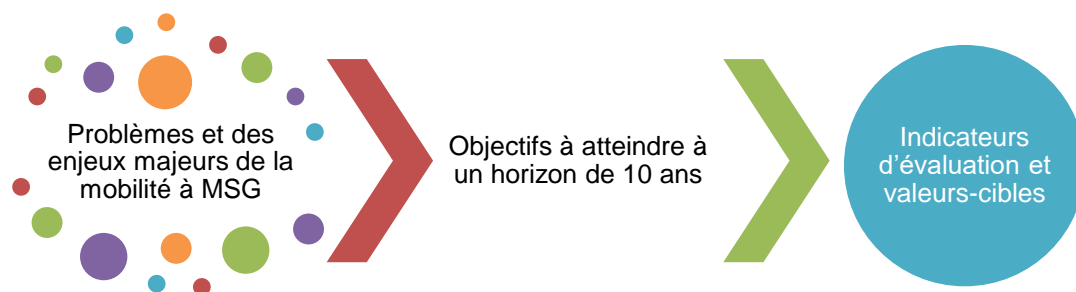 Problèmes et des
enjeux majeurs de la
mobilité à MSG
Objectifs à atteindre à
un horizon de 10 ans
Indicateurs
d'évaluation et
valeurs-cibles